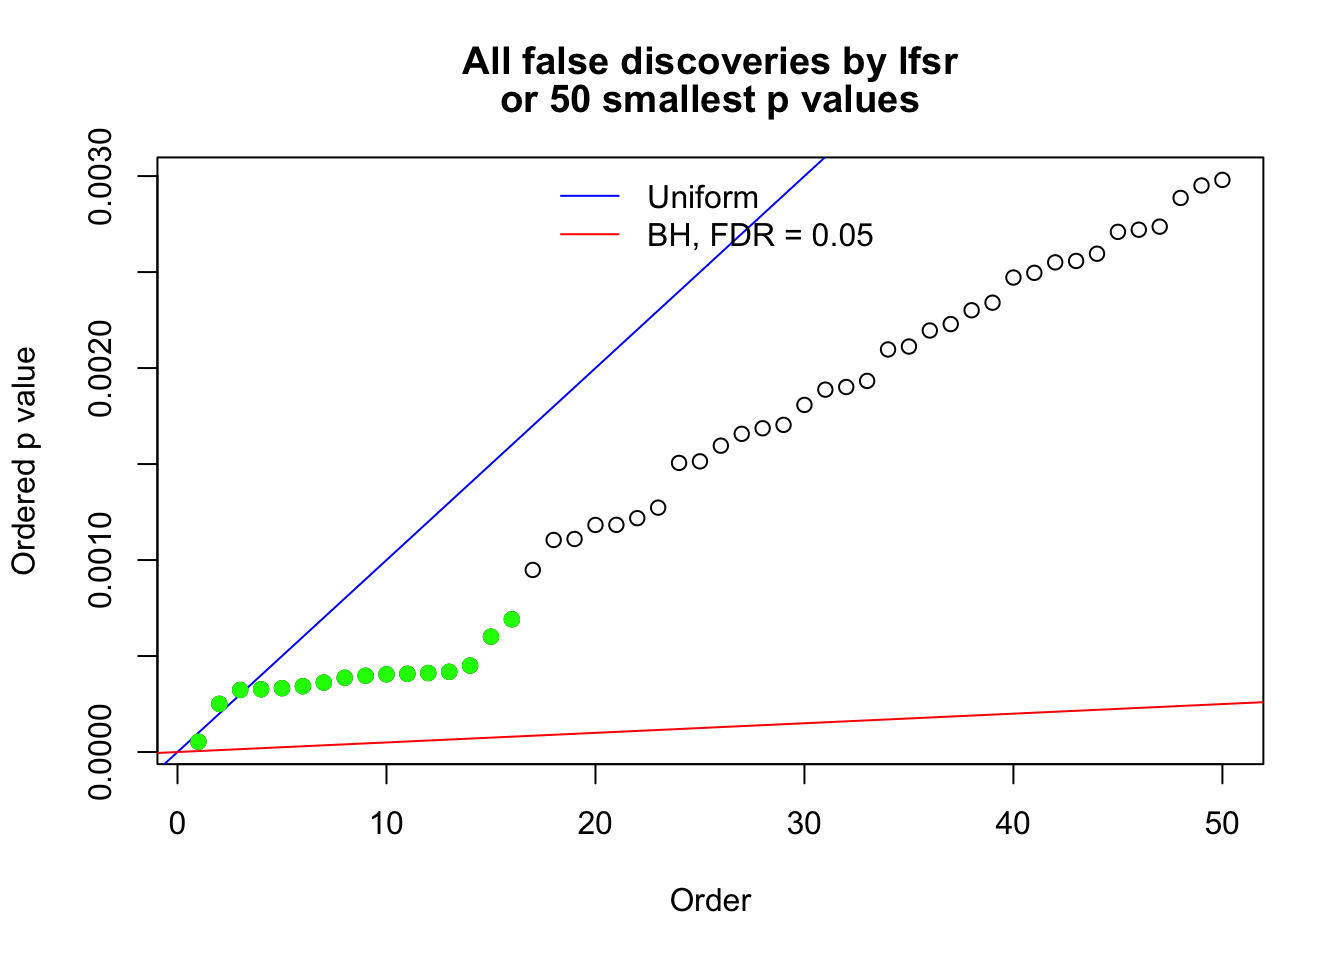 All false discoveries by lfsr
or 50 smallest p values
Uniform
BH, FDR = 0.05
Ordered p value
0.0030
0.0020
0.0010
0.0000
0 10 20 30 40 50
Order